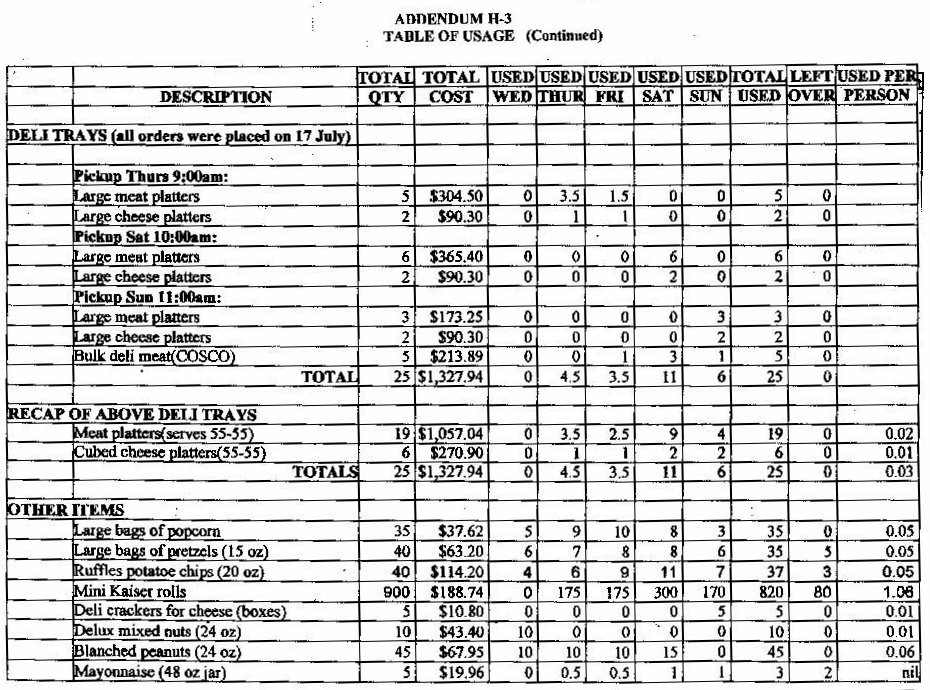 ADDENDUM H-3
TABLE OF USAGE (Continued)
TOTAL TOTAL USED USED USED USED USED TOTAL LEFT USED PER
DESCRIPTION QTY COST WED THUR FRI SAT SUN USED OVER PERSON
DELI TRAYS (all orders were placed on 17 July)
Pickup Thurs 9:00am:
Large meat platters 5 $304.50 0 3.5 1.5 0 0 5 0
Large cheese platters 2 $90.30 0 1 1 0 0 2 0
Pickup Sat 10:00am:
Large meat platters 6 $365.40 0 0 0 6 0 6 0
Large cheese platters 2 $90.30 0 0 0 2 0 2 0
Pickup Sun 11:00am:
Large meat platters 3 $173.25 0 0 0 0 3 3 0
Large cheese platters 2 $90.30 0 0 0 0 2 2 0
Bulk deli meat(COSCO) 5 $213.89 0 0 1 3 1 5 0
TOTAL 25 $1,327.94 0 4.5 3.5 11 6 25 0
RECAP OF ABOVE DELI TRAYS
Meat platters(serves 55-55) 19 $1,057.04 0 3.5 2.5 9 4 19 0 0.02
Cubed cheese platters(55-55) 6 $270.90 0 1 1 2 2 6 0 0.01
TOTALS 25 $1,327.94 0 4.5 3.5 11 6 25 0 0.03
OTHER ITEMS
Large bags of popcorn 35 $37.62 5 9 10 8 3 35 0 0.05
Large bags of pretzels (15 oz) 40 $63.20 6 7 8 8 6 35 5 0.05
Ruffles potatoe chips (20 oz) 40 $114.20 4 6 9 11 7 37 3 0.05
Mini Kaiser rolls 900 $188.74 0 175 175 300 170 820 80 1.06
Deli crackers for cheese (boxes) 5 $10.80 0 0 0 0 5 5 0 0.01
Delux mixed nuts (24 oz) 10 $43.40 10 0 0 0 0 10 0 0.01
Blanched peanuts (24 oz) 45 $67.95 10 10 10 15 0 45 0 0.06
Mayonnaise (48 oz jar) 5 $19.96 0 0.5 0.5 1 1 3 2 nil